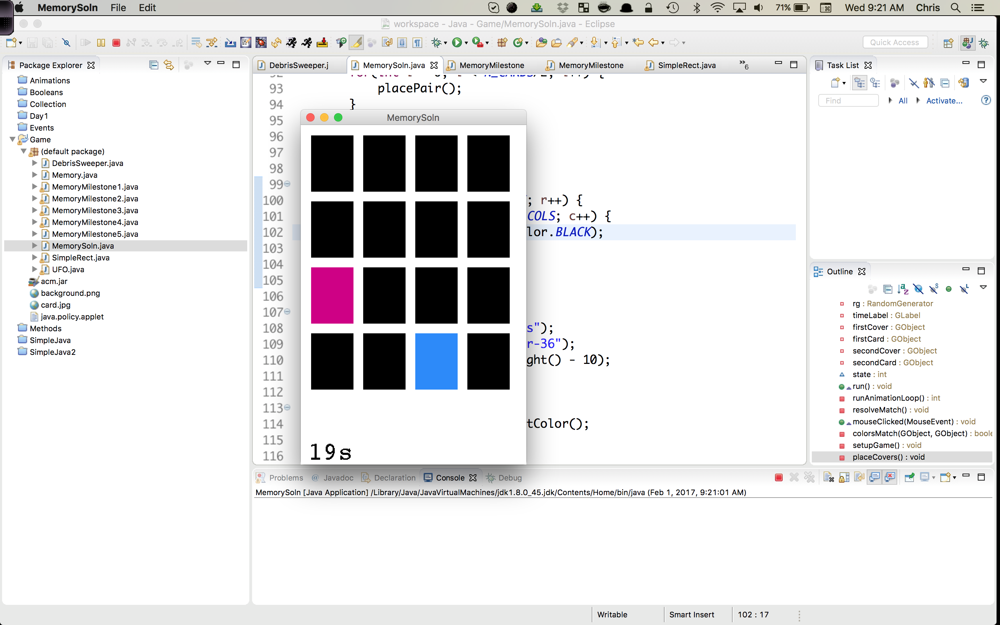 MemorySoln File Edit 71% Wed 9:21 AM Chris
workspace - Java - Game/MemorySoln.java - Eclipse
Quick Access
Package Explorer
Animations
Booleans
Collection
Day1
Events
Game
(default package)
DebrisSweeper.java
Memory.java
MemoryMilestone1.java
MemoryMilestone2.java
MemoryMilestone3.java
MemoryMilestone4.java
MemoryMilestone5.java
MemorySoln.java
SimpleRect.java
UFO.java
acm.jar
background.png
card.jpg
java.policy.applet
Methods
SimpleJava
SimpleJava2
DebrisSweeper.j MemorySoln.java MemoryMilestone MemoryMilestone SimpleRect.java »6
93 placePair();
94 }
95
96
97
98
99
100 ; r++) {
101 COLS; c++) {
102 lor.BLACK);
103
104
105
106
107
108 s");
109 r-36");
110 ght() - 10);
111
112
113
114 tColor();
115
116
MemorySoln
19s
Task List
Find All Activate...
Outline
rg : RandomGenerator
timeLabel : GLabel
firstCover : GObject
firstCard : GObject
secondCover : GObject
secondCard : GObject
state : int
run() : void
runAnimationLoop() : int
resolveMatch() : void
mouseClicked(MouseEvent) : void
colorsMatch(GObject, GObject) : boole
setupGame() : void
placeCovers() : void
Problems @ Javadoc Declaration Console Debug
MemorySoln [Java Application] /Library/Java/JavaVirtualMachines/jdk1.8.0_45.jdk/Contents/Home/bin/java (Feb 1, 2017, 9:21:01 AM)
Writable Smart Insert 102 : 17